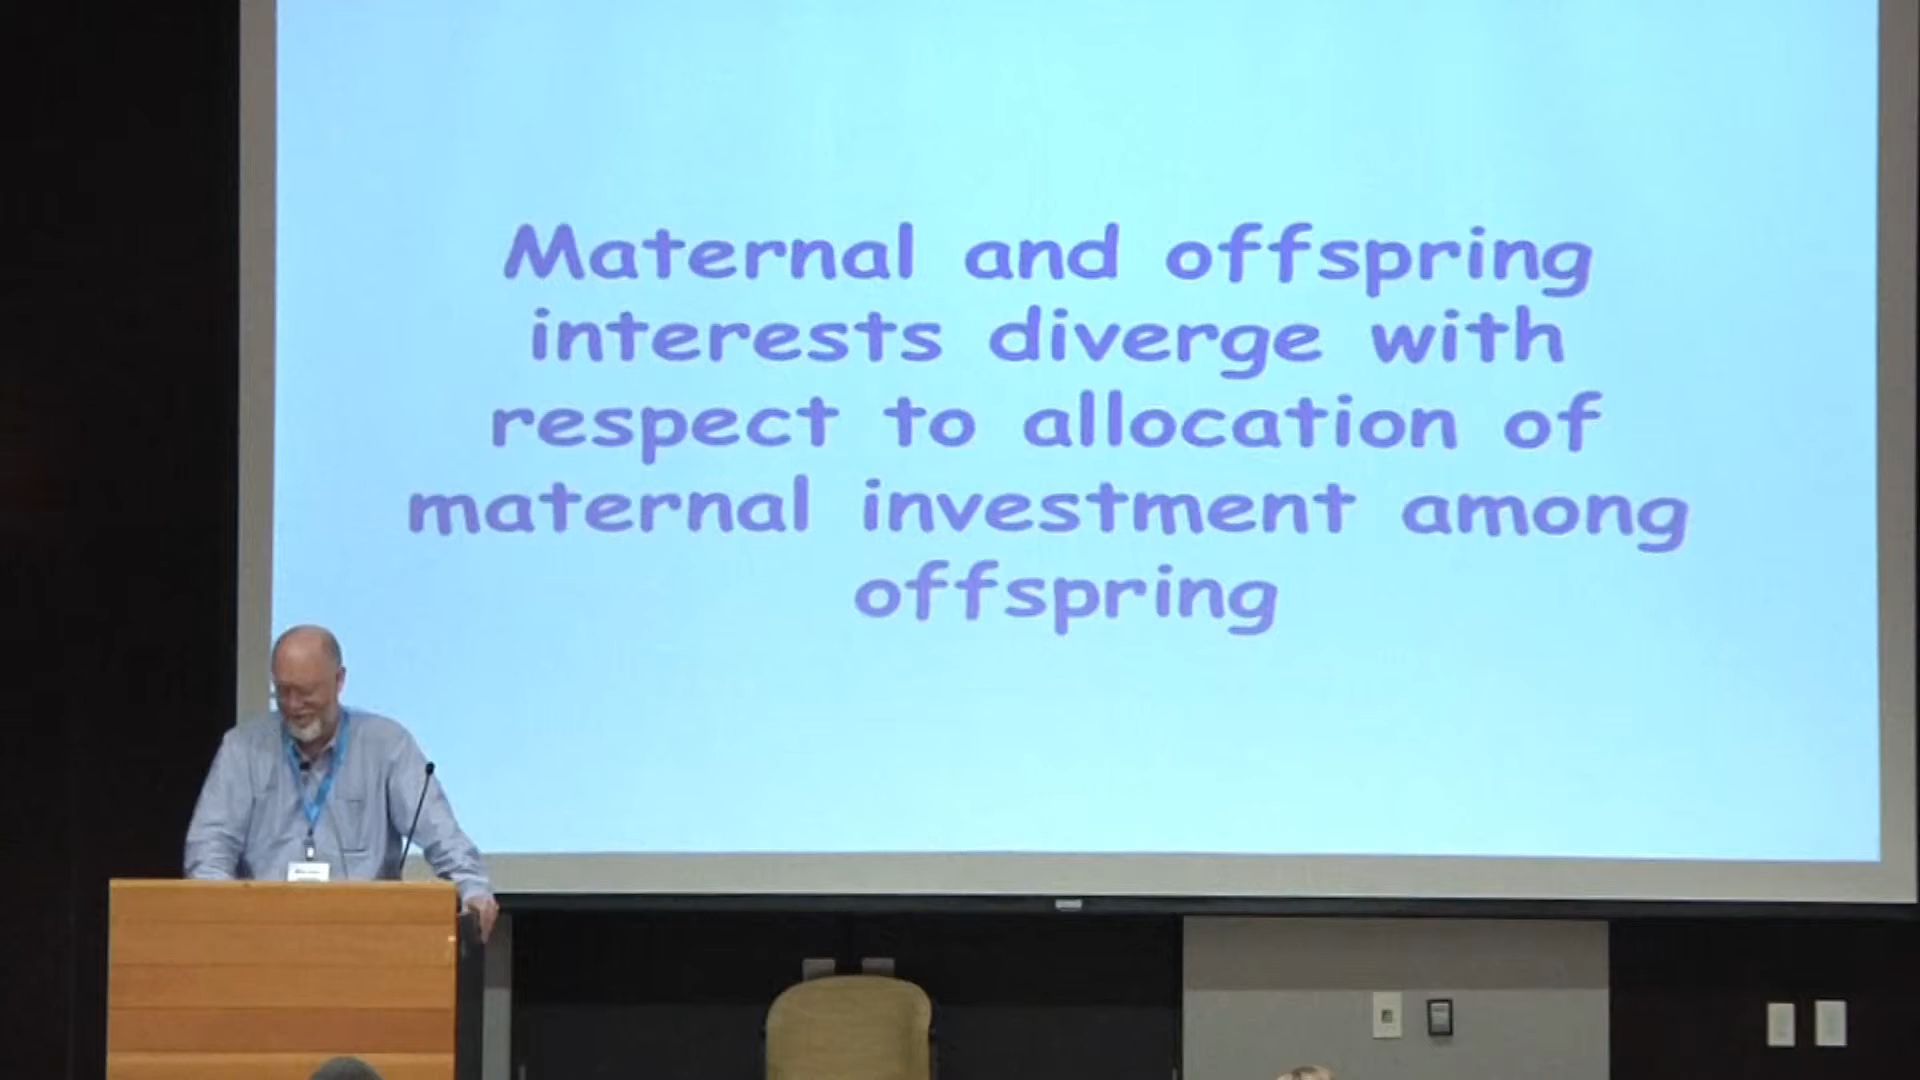 Maternal and offspring
interests diverge with
respect to allocation of
maternal investment among
offspring